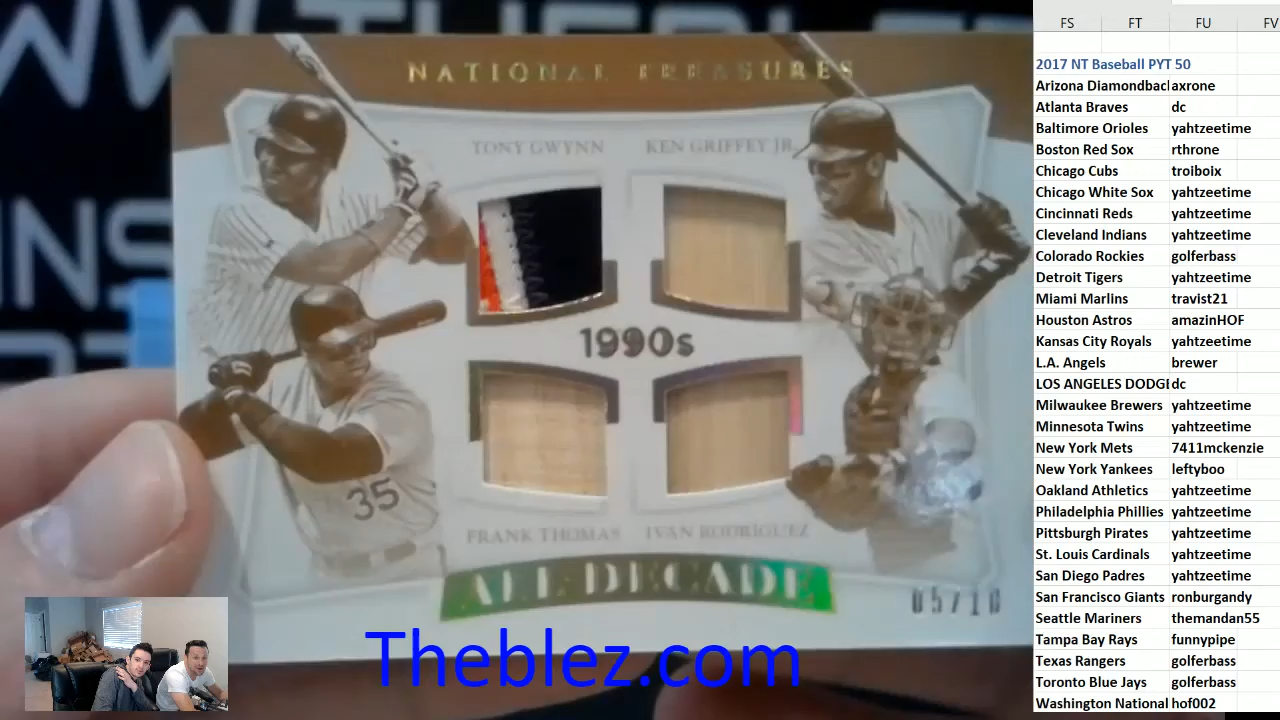 NATIONAL TREASURES
TONY GWYNN
KEN GRIFFEY JR.
1990s
FRANK THOMAS
IVAN RODRIGUEZ
ALL DECADE
05/10
35
Theblez.com
FS FT FU FV
2017 NT Baseball PYT 50
Arizona Diamondbacl axrone
Atlanta Braves dc
Baltimore Orioles yahtzeetime
Boston Red Sox rthrone
Chicago Cubs troiboix
Chicago White Sox yahtzeetime
Cincinnati Reds yahtzeetime
Cleveland Indians yahtzeetime
Colorado Rockies golferbass
Detroit Tigers yahtzeetime
Miami Marlins travist21
Houston Astros amazinHOF
Kansas City Royals yahtzeetime
L.A. Angels brewer
LOS ANGELES DODGE dc
Milwaukee Brewers yahtzeetime
Minnesota Twins yahtzeetime
New York Mets 7411mckenzie
New York Yankees leftyboo
Oakland Athletics yahtzeetime
Philadelphia Phillies yahtzeetime
Pittsburgh Pirates yahtzeetime
St. Louis Cardinals yahtzeetime
San Diego Padres yahtzeetime
San Francisco Giants ronburgandy
Seattle Mariners themandan55
Tampa Bay Rays funnypipe
Texas Rangers golferbass
Toronto Blue Jays golferbass
Washington National hof002